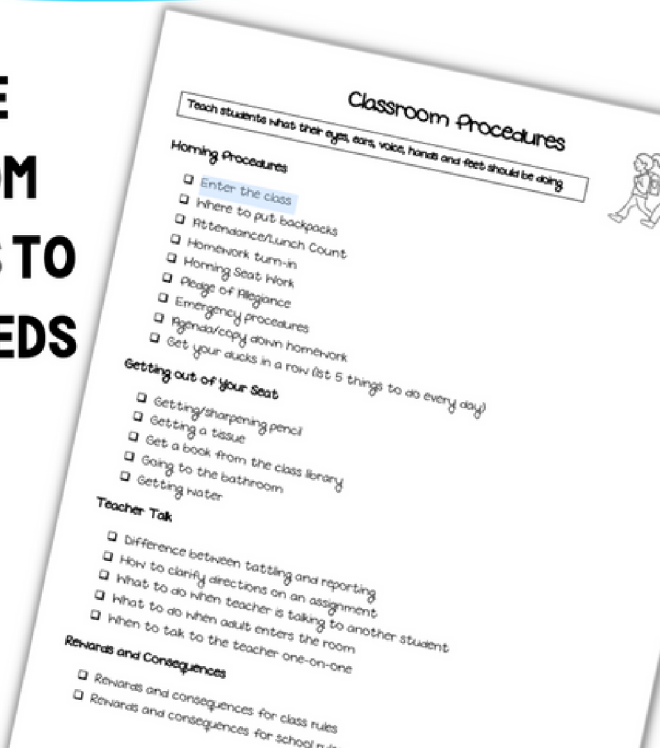 E
OM
S TO
EDS
Classroom Procedures
Teach students what their eyes, ears, voice, hands and feet should be doing
Morning Procedures
Enter the class
Where to put backpacks
Attendance/Lunch Count
Homework turn-in
Morning Seat Work
Pledge of Allegiance
Emergency procedures
Agenda/copy down homework
Get your ducks in a row (1st 5 things to do every day)
Getting out of Your Seat
Getting/sharpening pencil
Getting a tissue
Get a book from the class library
Going to the bathroom
Getting water
Teacher Talk
Difference between tattling and reporting
How to clarify directions on an assignment
What to do when teacher is talking to another student
What to do when adult enters the room
When to talk to the teacher one-on-one
Rewards and Consequences
Rewards and consequences for class rules
Rewards and consequences for school